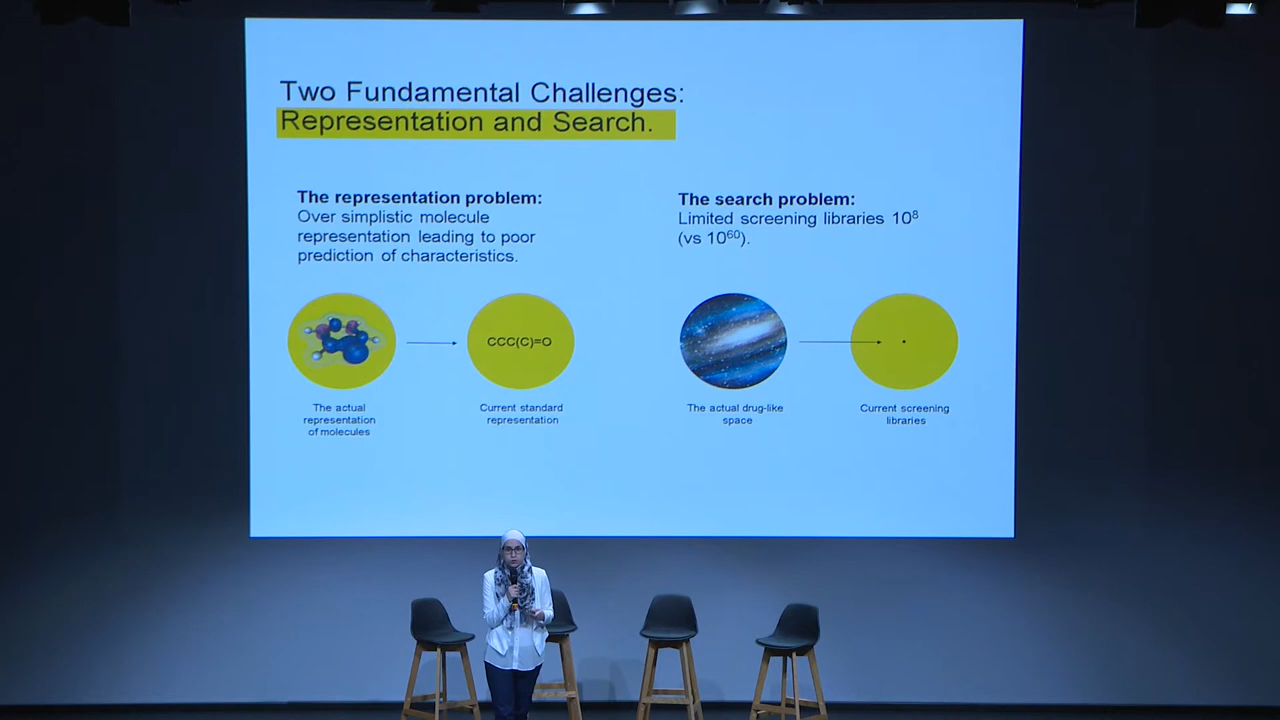 Two Fundamental Challenges:
Representation and Search.
The representation problem:
Over simplistic molecule
representation leading to poor
prediction of characteristics.
The search problem:
Limited screening libraries 10⁸
(vs 10⁶⁰).
CCC(C)=O
The actual
representation
of molecules
Current standard
representation
The actual drug-like
space
Current screening
libraries